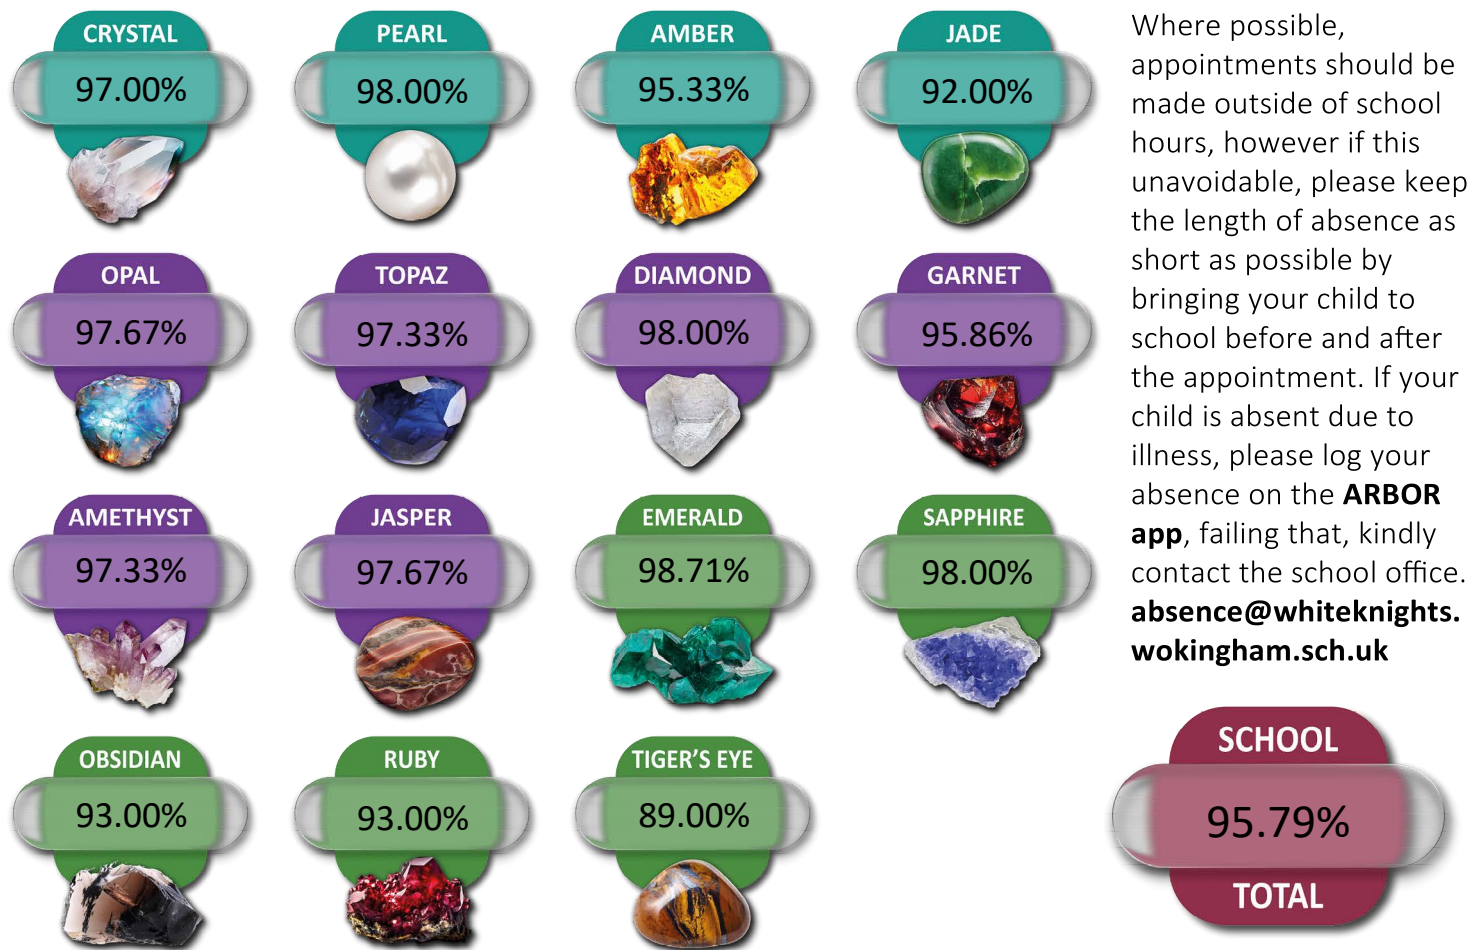 CRYSTAL
97.00%
PEARL
98.00%
AMBER
95.33%
JADE
92.00%
OPAL
97.67%
TOPAZ
97.33%
DIAMOND
98.00%
GARNET
95.86%
AMETHYST
97.33%
JASPER
97.67%
EMERALD
98.71%
SAPPHIRE
98.00%
OBSIDIAN
93.00%
RUBY
93.00%
TIGER'S EYE
89.00%
Where possible,
appointments should be
made outside of school
hours, however if this
unavoidable, please keep
the length of absence as
short as possible by
bringing your child to
school before and after
the appointment. If your
child is absent due to
illness, please log your
absence on the ARBOR
app, failing that, kindly
contact the school office.
absence@whiteknights.
wokingham.sch.uk
SCHOOL
95.79%
TOTAL